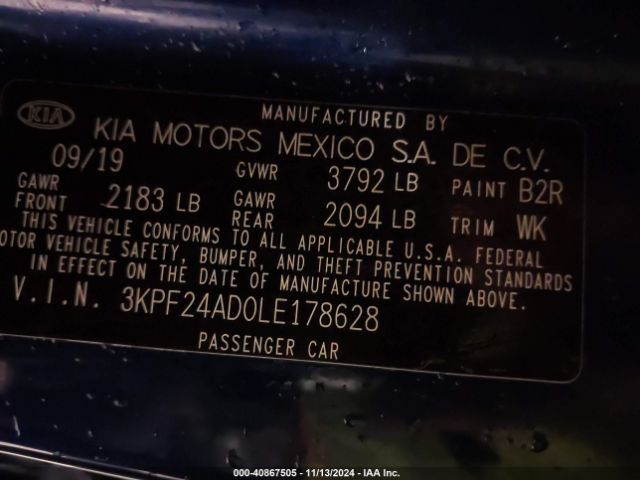 MANUFACTURED BY
KIA KIA MOTORS MEXICO S.A. DE C.V.
09/19 GVWR 3792 LB PAINT B2R
GAWR FRONT 2183 LB GAWR REAR 2094 LB TRIM WK
THIS VEHICLE CONFORMS TO ALL APPLICABLE U.S.A. FEDERAL
OTOR VEHICLE SAFETY, BUMPER, AND THEFT PREVENTION STANDARDS
IN EFFECT ON THE DATE OF MANUFACTURE SHOWN ABOVE.
V.I.N. 3KPF24AD0LE178628
PASSENGER CAR
000-40867505 - 11/13/2024 - IAA Inc.